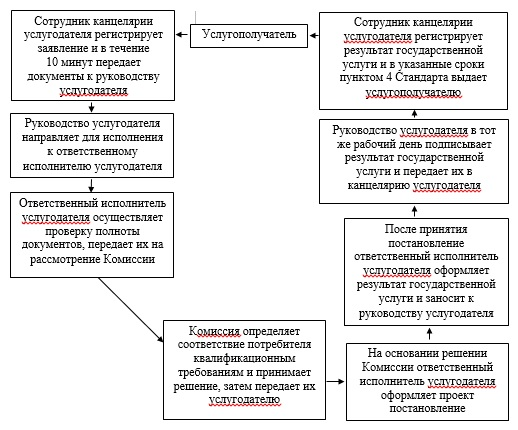 Услугополучатель
Сотрудник канцелярии
услугодателя регистрирует
заявление и в течение
10 минут передает
документы к руководству
услугодателя
Руководство услугодателя
направляет для исполнения
к ответственному
исполнителю услугодателя
Ответственный исполнитель
услугодателя осуществляет
проверку полноты
документов, передает их на
рассмотрение Комиссии
Комиссия определяет
соответствие потребителя
квалификационным
требованиям и принимает
решение, затем передает их
услугодателю
На основании решении
Комиссии ответственный
исполнитель услугодателя
оформляет проект
постановление
После принятия
постановление
ответственный исполнитель
услугодателя оформляет
результат государственной
услуги и заносит к
руководству услугодателя
Руководство услугодателя в тот
же рабочий день подписывает
результат государственной
услуги и передает их в
канцелярию услугодателя
Сотрудник канцелярии
услугодателя регистрирует
результат государственной
услуги и в указанные сроки
пунктом 4 Стандарта выдает
услугополучателю